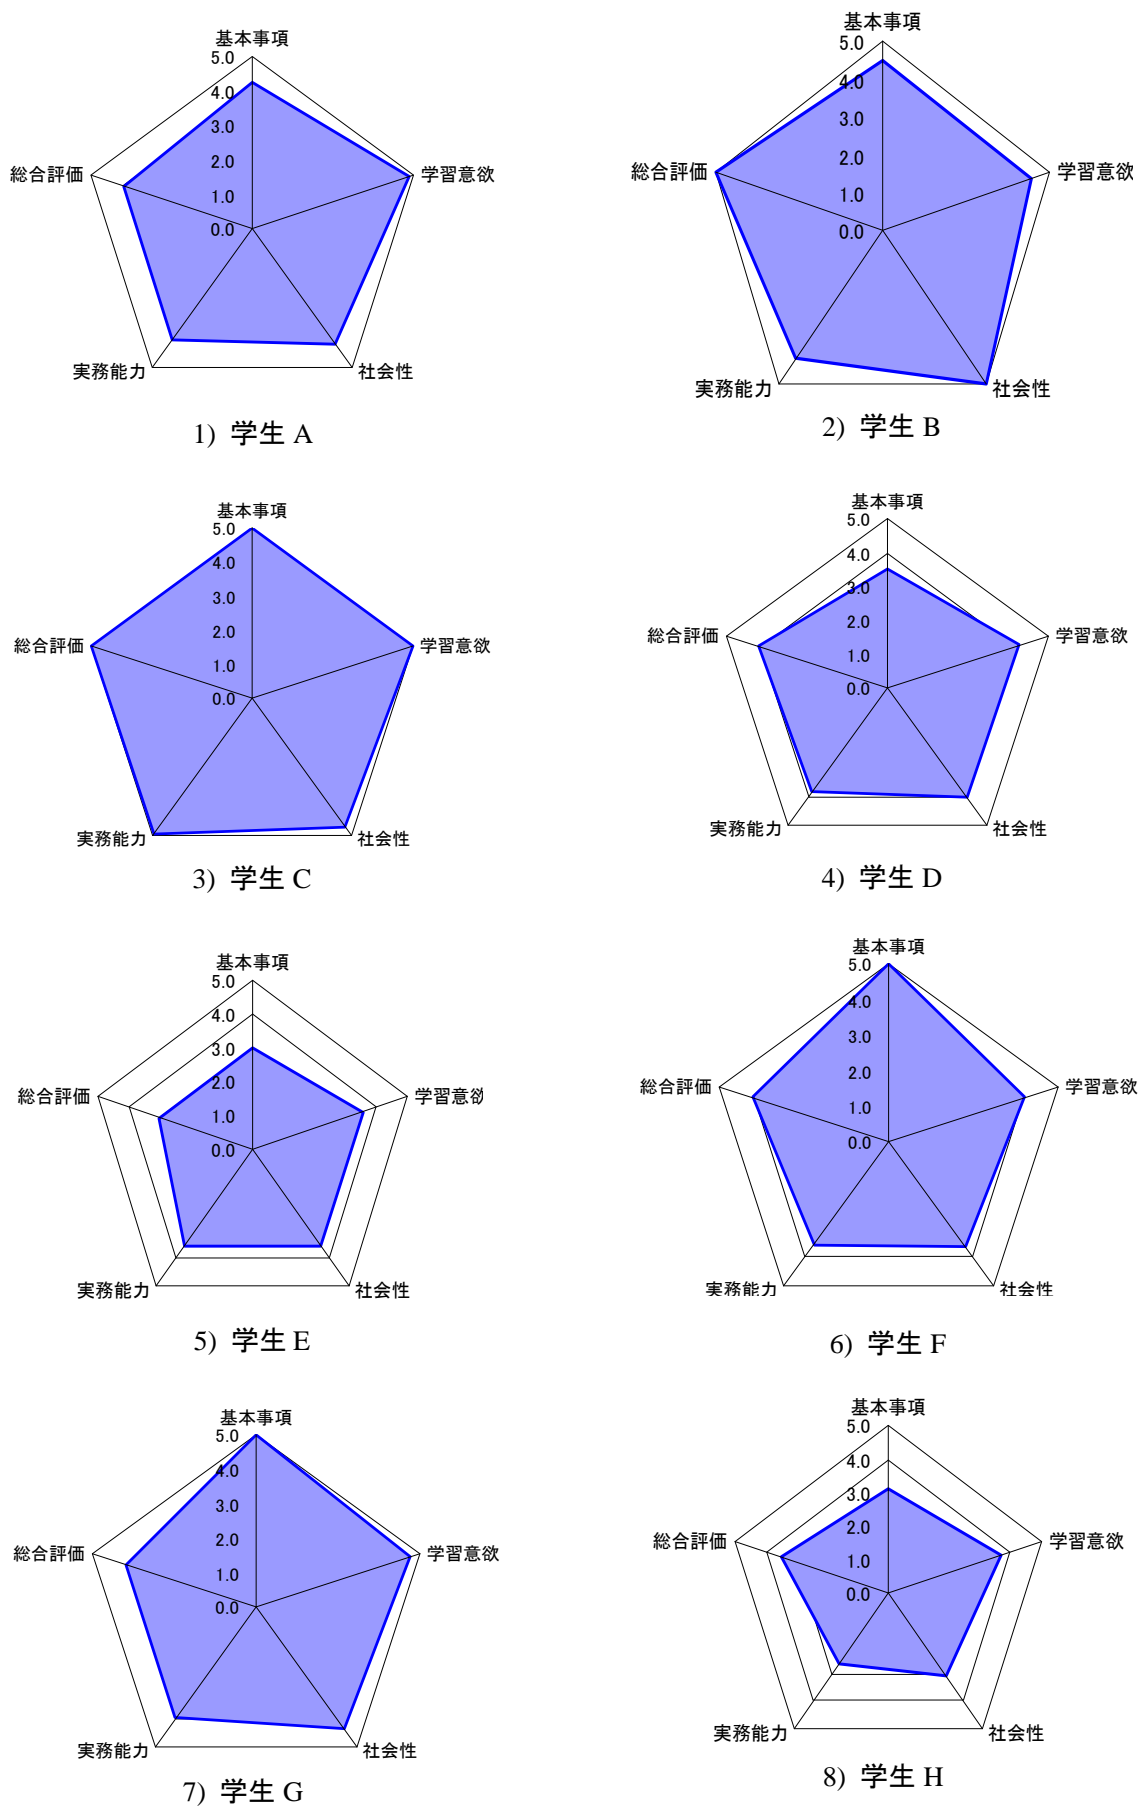 基本事項
5.0
4.0
3.0
2.0
1.0
0.0
学習意欲
社会性
実務能力
総合評価
1) 学生 A
基本事項
5.0
4.0
3.0
2.0
1.0
0.0
学習意欲
社会性
実務能力
総合評価
2) 学生 B
基本事項
5.0
4.0
3.0
2.0
1.0
0.0
学習意欲
社会性
実務能力
総合評価
3) 学生 C
基本事項
5.0
4.0
3.0
2.0
1.0
0.0
学習意欲
社会性
実務能力
総合評価
4) 学生 D
基本事項
5.0
4.0
3.0
2.0
1.0
0.0
学習意欲
社会性
実務能力
総合評価
5) 学生 E
基本事項
5.0
4.0
3.0
2.0
1.0
0.0
学習意欲
社会性
実務能力
総合評価
6) 学生 F
基本事項
5.0
4.0
3.0
2.0
1.0
0.0
学習意欲
社会性
実務能力
総合評価
7) 学生 G
基本事項
5.0
4.0
3.0
2.0
1.0
0.0
学習意欲
社会性
実務能力
総合評価
8) 学生 H